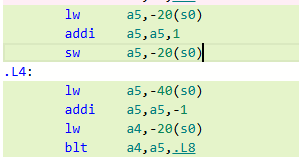 lw a5,-20(s0)
addi a5,a5,1
sw a5,-20(s0)
.L4:
lw a5,-40(s0)
addi a5,a5,-1
lw a4,-20(s0)
blt a4,a5,.L8